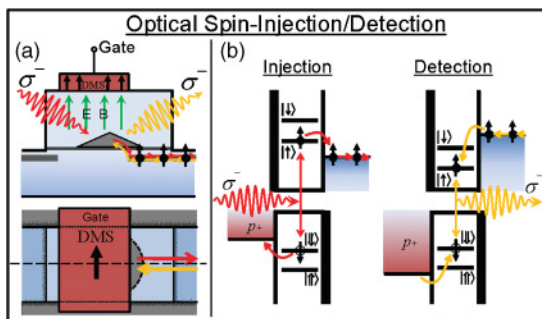 Optical Spin-Injection/Detection
(a)
Gate
DMS
σ⁻
σ⁻
E B
Gate
DMS
(b)
Injection
Detection
|↓⟩
|↑⟩
σ⁻
p+
|⇓⟩
|⇑⟩
|↓⟩
|↑⟩
σ⁻
p+
|⇓⟩
|⇑⟩